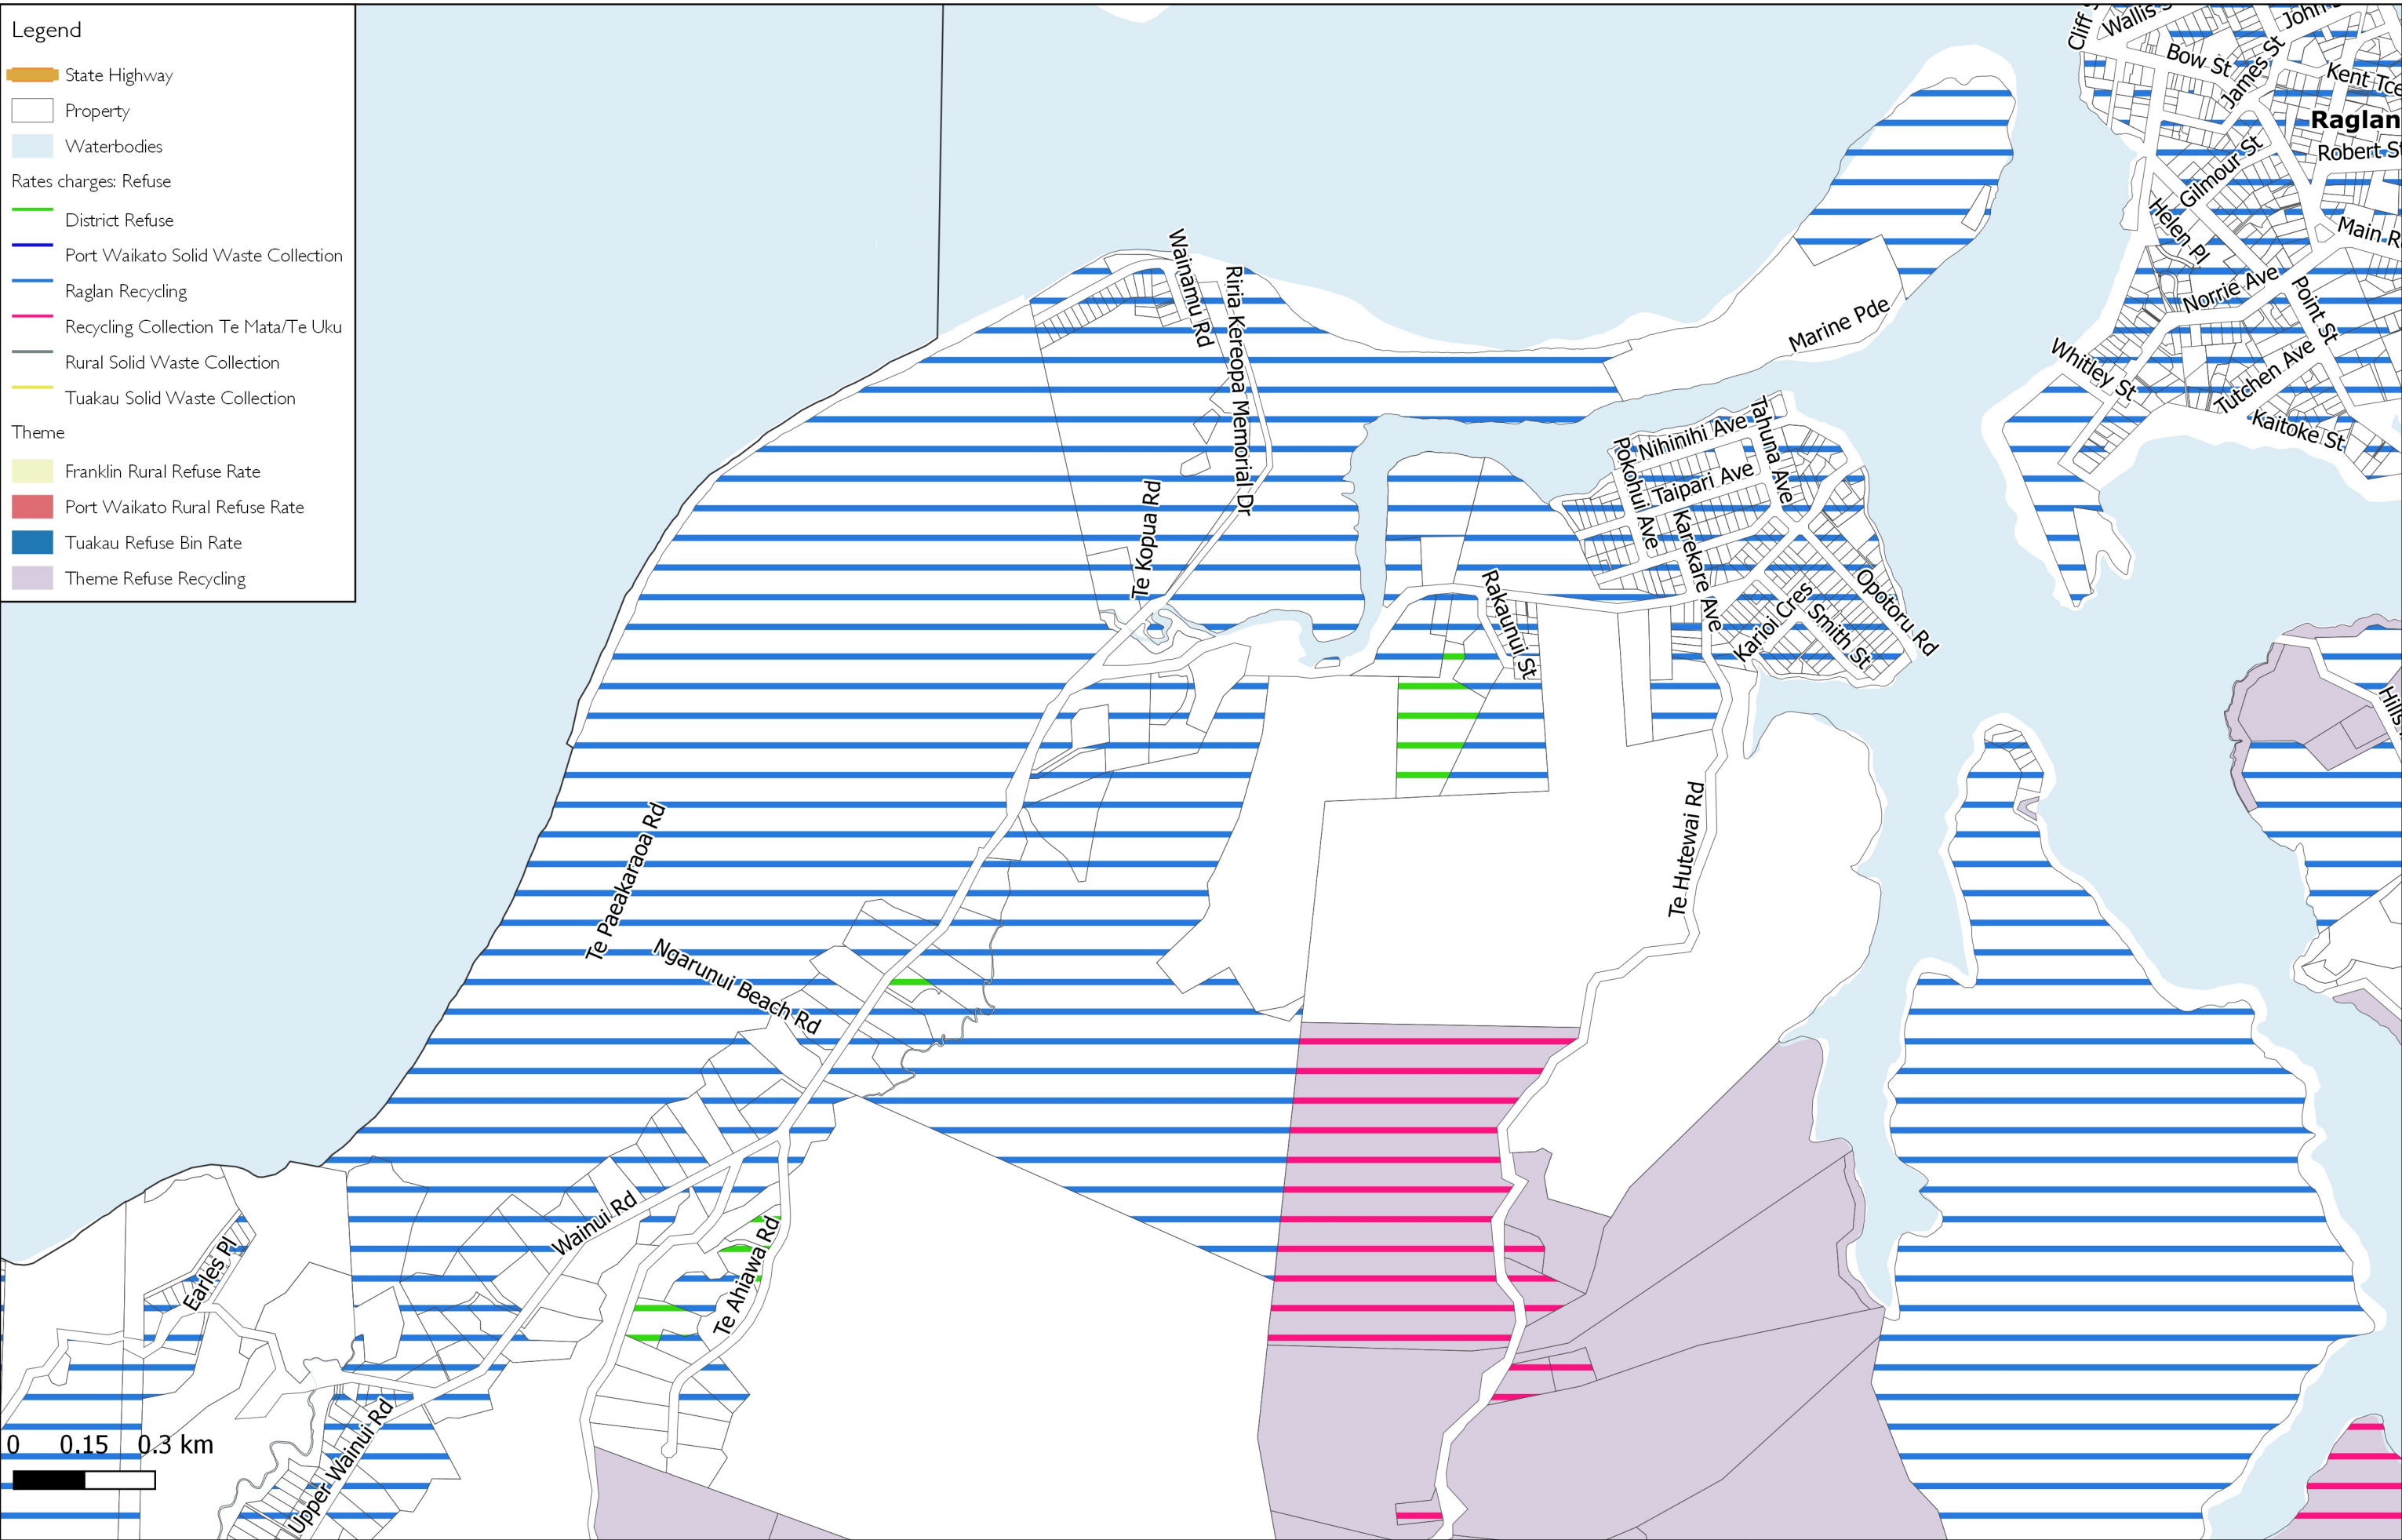 Legend
State Highway
Property
Waterbodies
Rates charges: Refuse
District Refuse
Port Waikato Solid Waste Collection
Raglan Recycling
Recycling Collection Te Mata/Te Uku
Rural Solid Waste Collection
Tuakau Solid Waste Collection
Theme
Franklin Rural Refuse Rate
Port Waikato Rural Refuse Rate
Tuakau Refuse Bin Rate
Theme Refuse Recycling
Cliff
Wallis
John
Bow St
James St
Kent Tce
Raglan
Robert St
Gilmour St
Helen Pl
Main R
Norrie Ave
Point St
Whitley St
Tutchen Ave
Kaitoke St
Wainamu Rd
Riria Kereopa Memorial Dr
Marine Pde
Te Kopua Rd
Nihinihi Ave
Tahuna Ave
Pokohui Ave
Taipari Ave
Karekare Ave
Rakaunui St
Opotoru Rd
Karioi Cres
Smith St
Hills
Te Hutewai Rd
Te Paeakaraoa Rd
Ngarunui Beach Rd
Wainui Rd
Te Ahiawa Rd
Earles Pl
Upper Wainui Rd
0 0.15 0.3 km